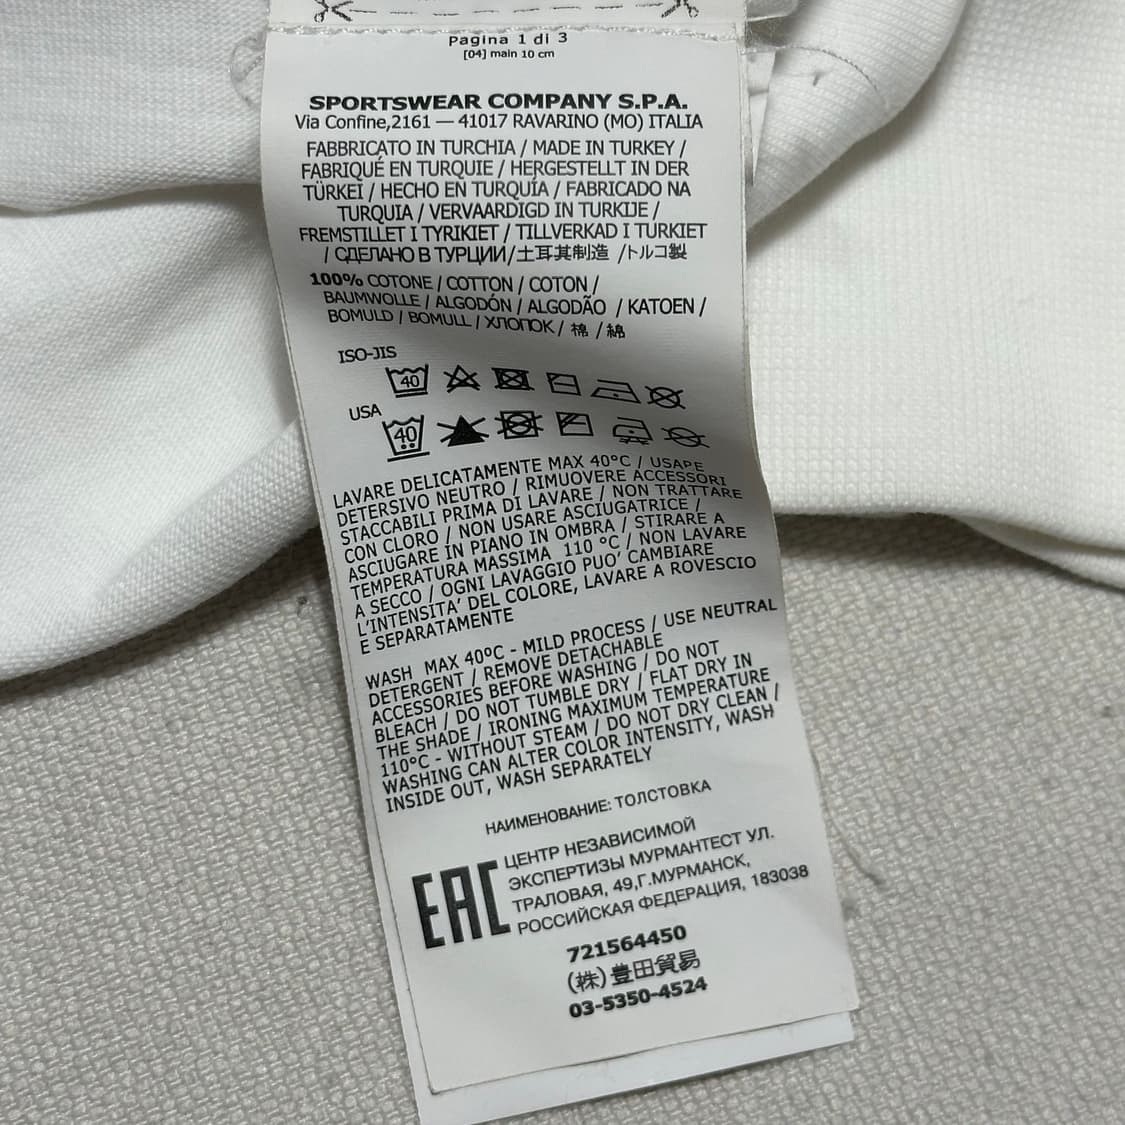 Pagina 1 di 3
[04] main 10 cm
SPORTSWEAR COMPANY S.P.A.
Via Confine,2161 — 41017 RAVARINO (MO) ITALIA
FABBRICATO IN TURCHIA / MADE IN TURKEY /
FABRIQUÉ EN TURQUIE / HERGESTELLT IN DER
TÜRKEI / HECHO EN TURQUÍA / FABRICADO NA
TURQUIA / VERVAARDIGD IN TURKIJE /
FREMSTILLET I TYRIKIET / TILLVERKAD I TURKIET
/ СДЕЛАНО В ТУРЦИИ/土耳其制造 /トルコ製
100% COTONE / COTTON / COTON /
BAUMWOLLE / ALGODÓN / ALGODÃO / KATOEN /
BOMULD / BOMULL / ХЛОПОК / 棉 / 綿
ISO-JIS
40
USA
40
LAVARE DELICATAMENTE MAX 40°C / USARE
DETERSIVO NEUTRO / RIMUOVERE ACCESSORI
STACCABILI PRIMA DI LAVARE / NON TRATTARE
CON CLORO / NON USARE ASCIUGATRICE /
ASCIUGARE IN PIANO IN OMBRA / STIRARE A
TEMPERATURA MASSIMA 110 °C / NON LAVARE
A SECCO / OGNI LAVAGGIO PUO' CAMBIARE
L'INTENSITA' DEL COLORE, LAVARE A ROVESCIO
E SEPARATAMENTE
WASH MAX 40ºC - MILD PROCESS / USE NEUTRAL
DETERGENT / REMOVE DETACHABLE
ACCESSORIES BEFORE WASHING / DO NOT
BLEACH / DO NOT TUMBLE DRY / FLAT DRY IN
THE SHADE / IRONING MAXIMUM TEMPERATURE
110°C - WITHOUT STEAM / DO NOT DRY CLEAN /
WASHING CAN ALTER COLOR INTENSITY, WASH
INSIDE OUT, WASH SEPARATELY
НАИМЕНОВАНИЕ: ТОЛСТОВКА
EAC
ЦЕНТР НЕЗАВИСИМОЙ
ЭКСПЕРТИЗЫ МУРМАНТЕСТ УЛ.
ТРАЛОВАЯ, 49,Г.МУРМАНСК,
РОССИЙСКАЯ ФЕДЕРАЦИЯ, 183038
721564450
(株)豊田貿易
03-5350-4524